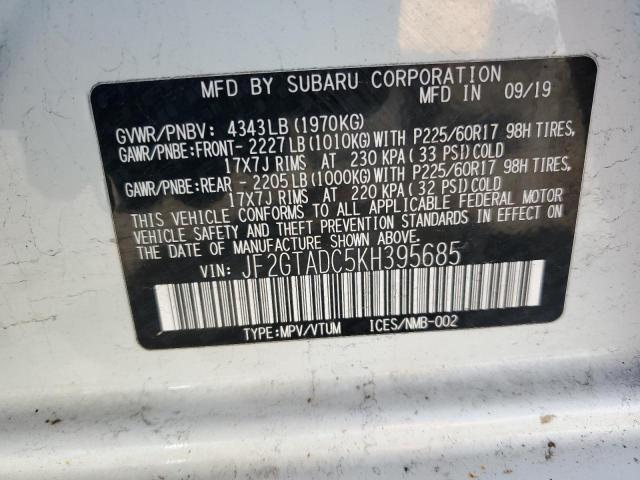 MFD BY SUBARU CORPORATION
MFD IN 09/19
GVWR/PNBV: 4343LB (1970KG)
GAWR/PNBE:FRONT- 2227LB (1010KG) WITH P225/60R17 98H TIRES,
17X7J RIMS AT 230 KPA (33 PSI) COLD
GAWR/PNBE:REAR - 2205LB (1000KG) WITH P225/60R17 98H TIRES,
17X7J RIMS AT 220 KPA (32 PSI) COLD
THIS VEHICLE CONFORMS TO ALL APPLICABLE FEDERAL MOTOR
VEHICLE SAFETY AND THEFT PREVENTION STANDARDS IN EFFECT ON
THE DATE OF MANUFACTURE SHOWN ABOVE.
VIN: JF2GTADC5KH395685
TYPE:MPV/VTUM ICES/NMB-002